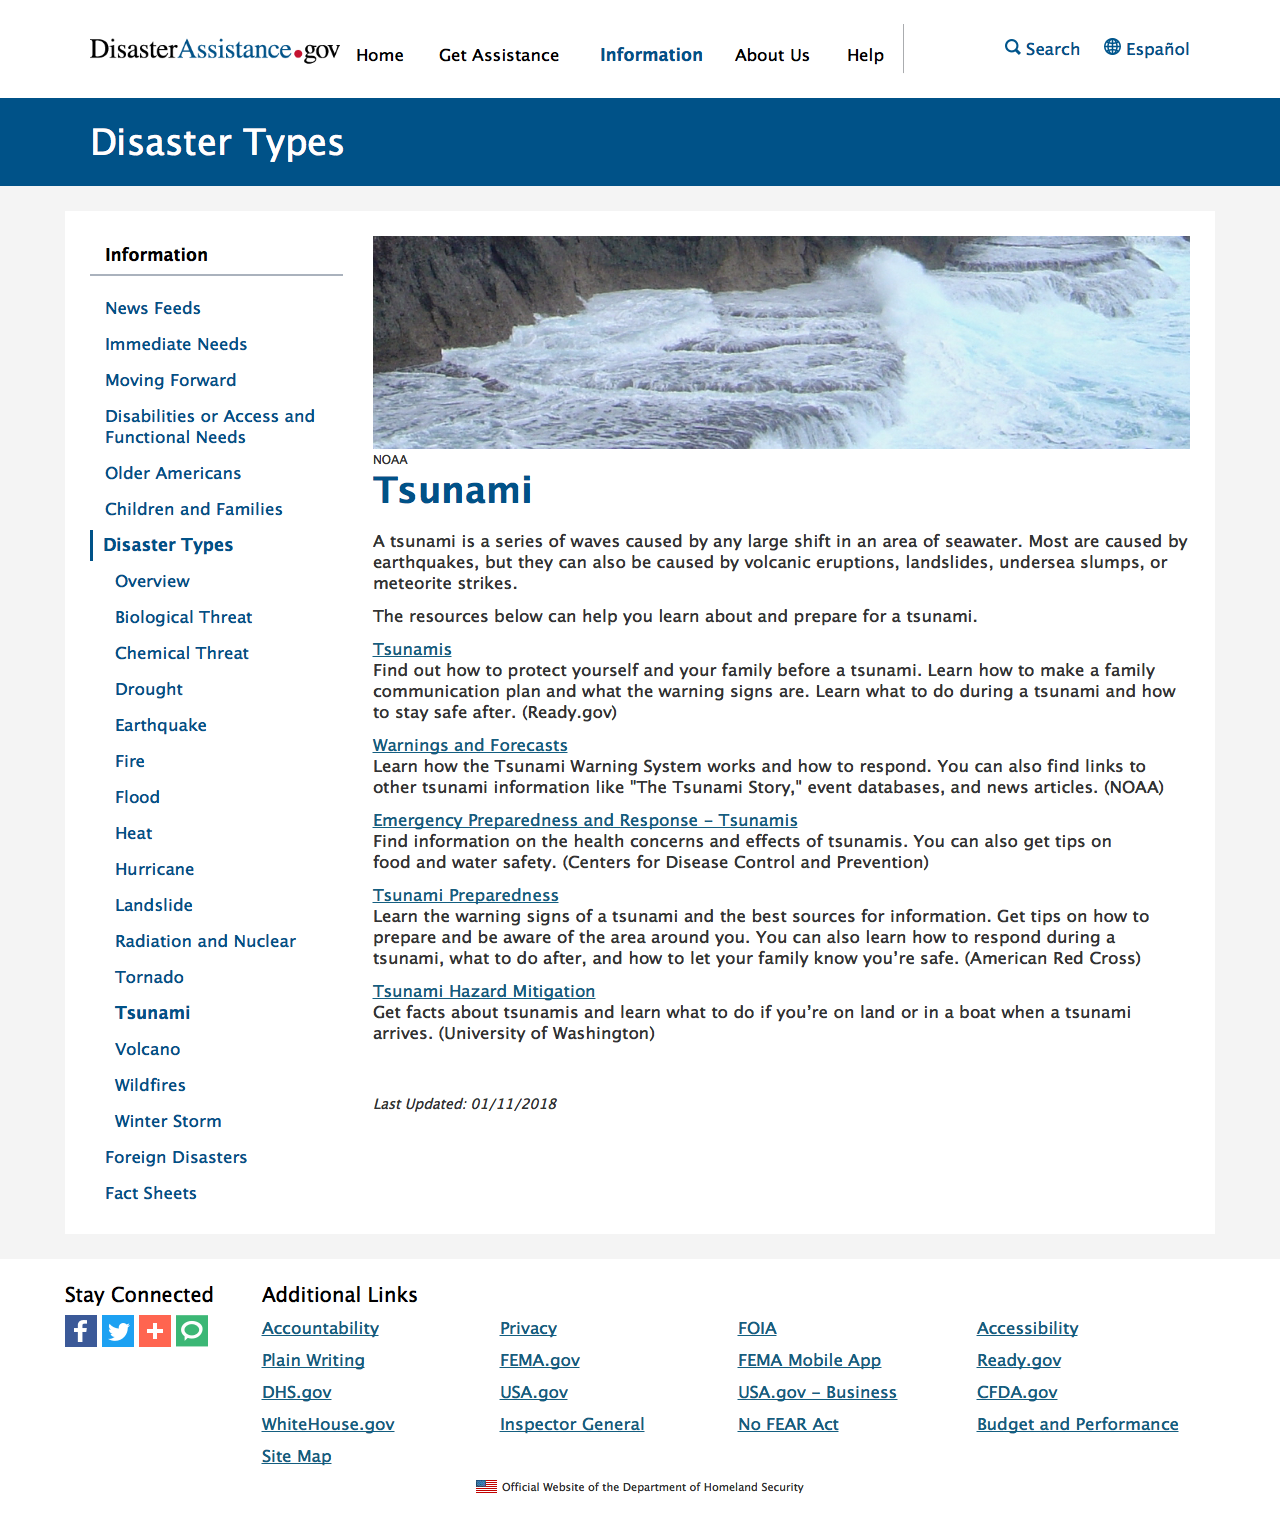 DisasterAssistance.gov
Home
Get Assistance
Information
About Us
Help
Search
Español
Disaster Types
Information
News Feeds
Immediate Needs
Moving Forward
Disabilities or Access and
Functional Needs
Older Americans
Children and Families
Disaster Types
Overview
Biological Threat
Chemical Threat
Drought
Earthquake
Fire
Flood
Heat
Hurricane
Landslide
Radiation and Nuclear
Tornado
Tsunami
Volcano
Wildfires
Winter Storm
Foreign Disasters
Fact Sheets
NOAA
Tsunami
A tsunami is a series of waves caused by any large shift in an area of seawater. Most are caused by
earthquakes, but they can also be caused by volcanic eruptions, landslides, undersea slumps, or
meteorite strikes.
The resources below can help you learn about and prepare for a tsunami.
Tsunamis
Find out how to protect yourself and your family before a tsunami. Learn how to make a family
communication plan and what the warning signs are. Learn what to do during a tsunami and how
to stay safe after. (Ready.gov)
Warnings and Forecasts
Learn how the Tsunami Warning System works and how to respond. You can also find links to
other tsunami information like "The Tsunami Story," event databases, and news articles. (NOAA)
Emergency Preparedness and Response – Tsunamis
Find information on the health concerns and effects of tsunamis. You can also get tips on
food and water safety. (Centers for Disease Control and Prevention)
Tsunami Preparedness
Learn the warning signs of a tsunami and the best sources for information. Get tips on how to
prepare and be aware of the area around you. You can also learn how to respond during a
tsunami, what to do after, and how to let your family know you’re safe. (American Red Cross)
Tsunami Hazard Mitigation
Get facts about tsunamis and learn what to do if you’re on land or in a boat when a tsunami
arrives. (University of Washington)
Last Updated: 01/11/2018
Stay Connected
Additional Links
Accountability
Privacy
FOIA
Accessibility
Plain Writing
FEMA.gov
FEMA Mobile App
Ready.gov
DHS.gov
USA.gov
USA.gov – Business
CFDA.gov
WhiteHouse.gov
Inspector General
No FEAR Act
Budget and Performance
Site Map
Official Website of the Department of Homeland Security